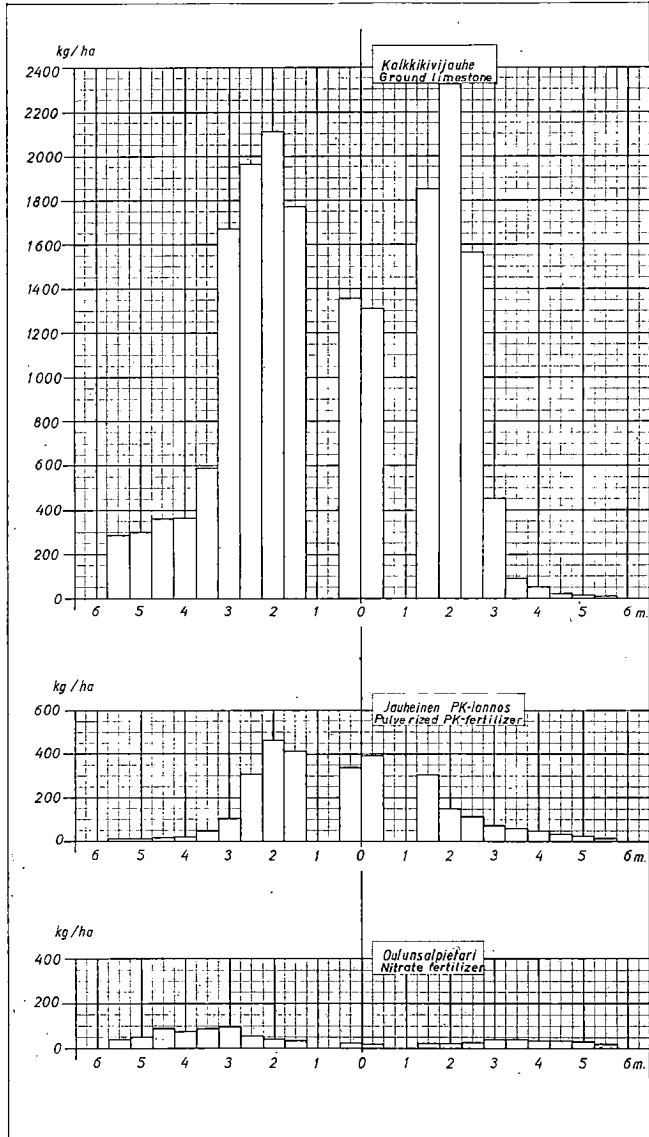 kg/ha
Kalkkikivijauhe
Ground limestone
2400
2200
2000
1800
1600
1400
1200
1000
800
600
400
200
0
6 5 4 3 2 1 0 1 2 3 4 5 6 m.
kg/ha
Jauheinen PK-lannos
Pulverized PK-fertilizer
600
400
200
0
6 5 4 3 2 1 0 1 2 3 4 5 6 m.
kg/ha
Oulunsalpietari
Nitrate fertilizer
400
200
0
6 5 4 3 2 1 0 1 2 3 4 5 6 m.